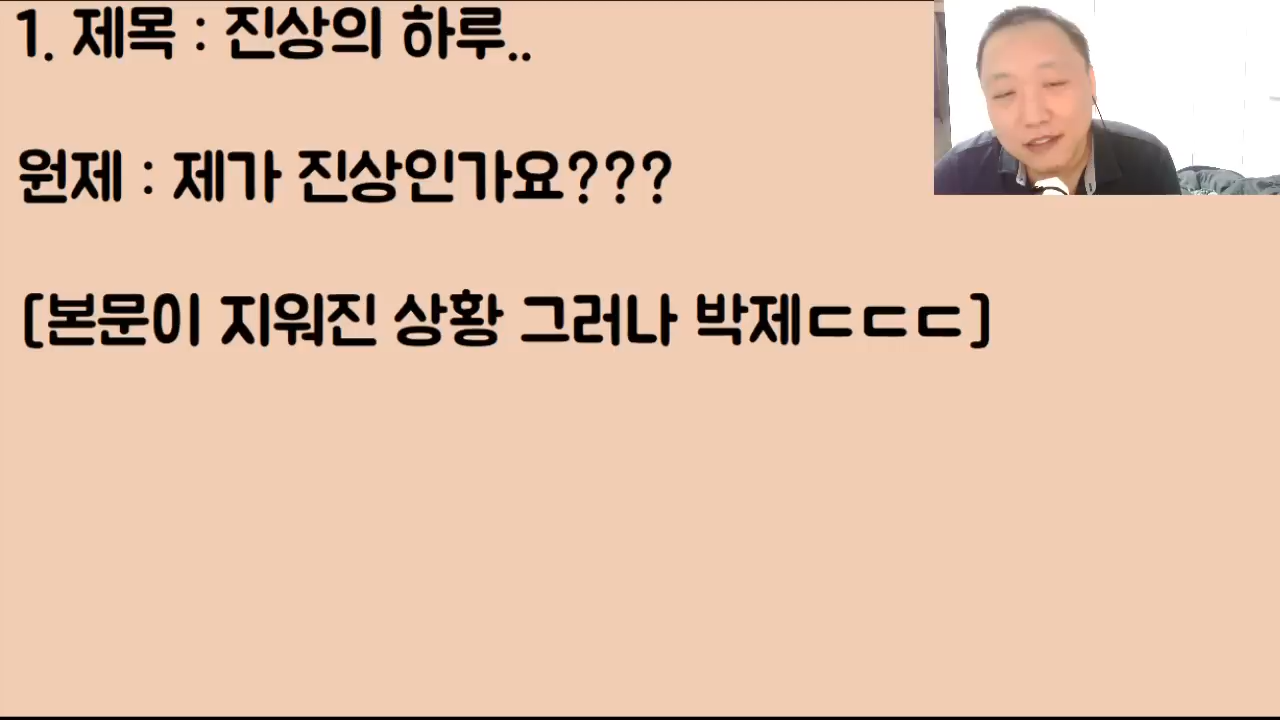 1. 제목 : 진상의 하루..
원제 : 제가 진상인가요???
[본문이 지워진 상황 그러나 박제ㄷㄷㄷ]